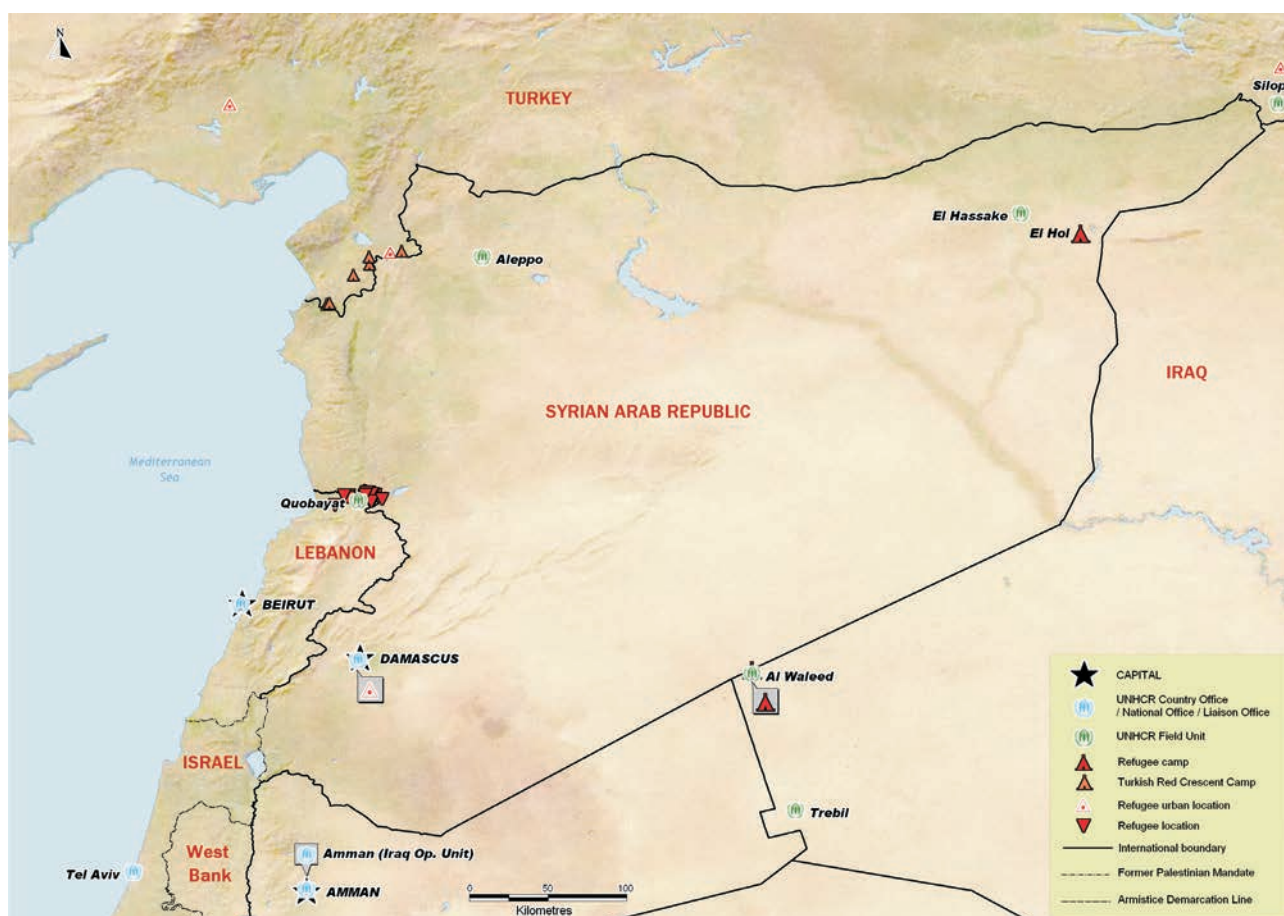 N
TURKEY
Silop
El Hassake
El Hol
Aleppo
IRAQ
SYRIAN ARAB REPUBLIC
Mediterranean
Sea
Quobayat
LEBANON
BEIRUT
DAMASCUS
Al Waleed
ISRAEL
Trebil
West
Bank
Tel Aviv
Amman (Iraq Op. Unit)
AMMAN
0 50 100
Kilometres
CAPITAL
UNHCR Country Office
/ National Office / Liaison Office
UNHCR Field Unit
Refugee camp
Turkish Red Crescent Camp
Refugee urban location
Refugee location
International boundary
Former Palestinian Mandate
Armistice Demarcation Line